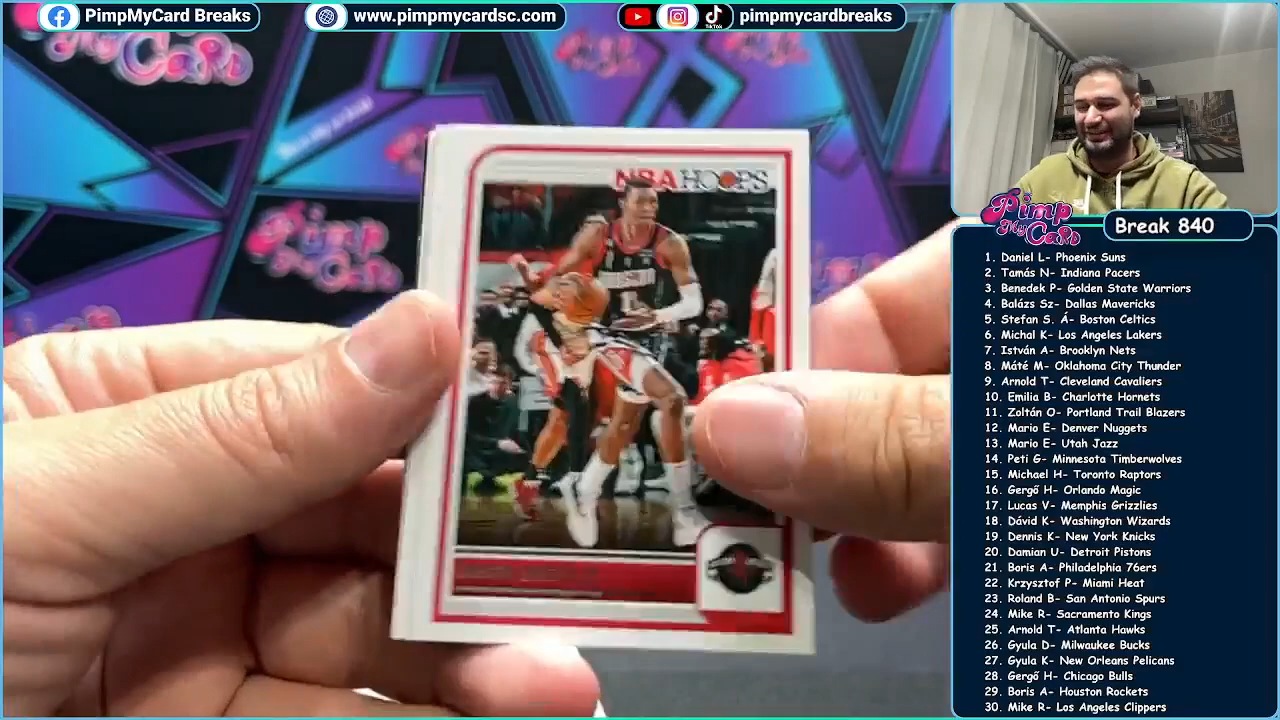 PimpMyCard Breaks
www.pimpmycardsc.com
TikTok
pimpmycardbreaks
NBA HOOPS
Pimp
My Card
Break 840
1. Daniel L- Phoenix Suns
2. Tamás N- Indiana Pacers
3. Benedek P- Golden State Warriors
4. Balázs Sz- Dallas Mavericks
5. Stefan S. Á- Boston Celtics
6. Michal K- Los Angeles Lakers
7. István A- Brooklyn Nets
8. Máté M- Oklahoma City Thunder
9. Arnold T- Cleveland Cavaliers
10. Emilia B- Charlotte Hornets
11. Zoltán O- Portland Trail Blazers
12. Mario E- Denver Nuggets
13. Mario E- Utah Jazz
14. Peti G- Minnesota Timberwolves
15. Michael H- Toronto Raptors
16. Gergő H- Orlando Magic
17. Lucas V- Memphis Grizzlies
18. Dávid K- Washington Wizards
19. Dennis K- New York Knicks
20. Damian U- Detroit Pistons
21. Boris A- Philadelphia 76ers
22. Krzysztof P- Miami Heat
23. Roland B- San Antonio Spurs
24. Mike R- Sacramento Kings
25. Arnold T- Atlanta Hawks
26. Gyula D- Milwaukee Bucks
27. Gyula K- New Orleans Pelicans
28. Gergő H- Chicago Bulls
29. Boris A- Houston Rockets
30. Mike R- Los Angeles Clippers